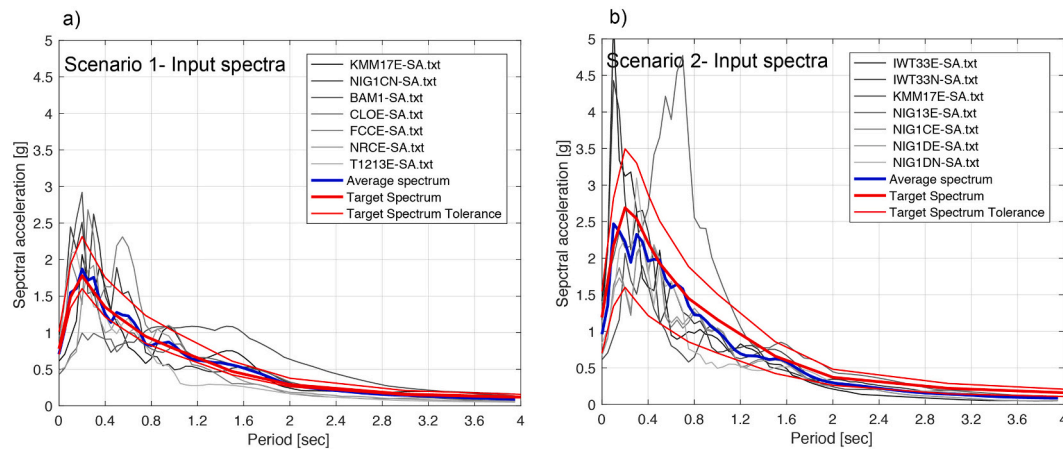 a)
Scenario 1- Input spectra
KMM17E-SA.txt
NIG1CN-SA.txt
BAM1-SA.txt
CLOE-SA.txt
FCCE-SA.txt
NRCE-SA.txt
T1213E-SA.txt
Average spectrum
Target Spectrum
Target Spectrum Tolerance
Sepctral acceleration [g]
5
4.5
4
3.5
3
2.5
2
1.5
1
0.5
0
0 0.4 0.8 1.2 1.6 2 2.4 2.8 3.2 3.6 4
Period [sec]
b)
Scenario 2- Input spectra
IWT33E-SA.txt
IWT33N-SA.txt
KMM17E-SA.txt
NIG13E-SA.txt
NIG1CE-SA.txt
NIG1DE-SA.txt
NIG1DN-SA.txt
Average spectrum
Target Spectrum
Target Spectrum Tolerance
Sepctral acceleration [g]
5
4.5
4
3.5
3
2.5
2
1.5
1
0.5
0
0 0.4 0.8 1.2 1.6 2 2.4 2.8 3.2 3.6 4
Period [sec]